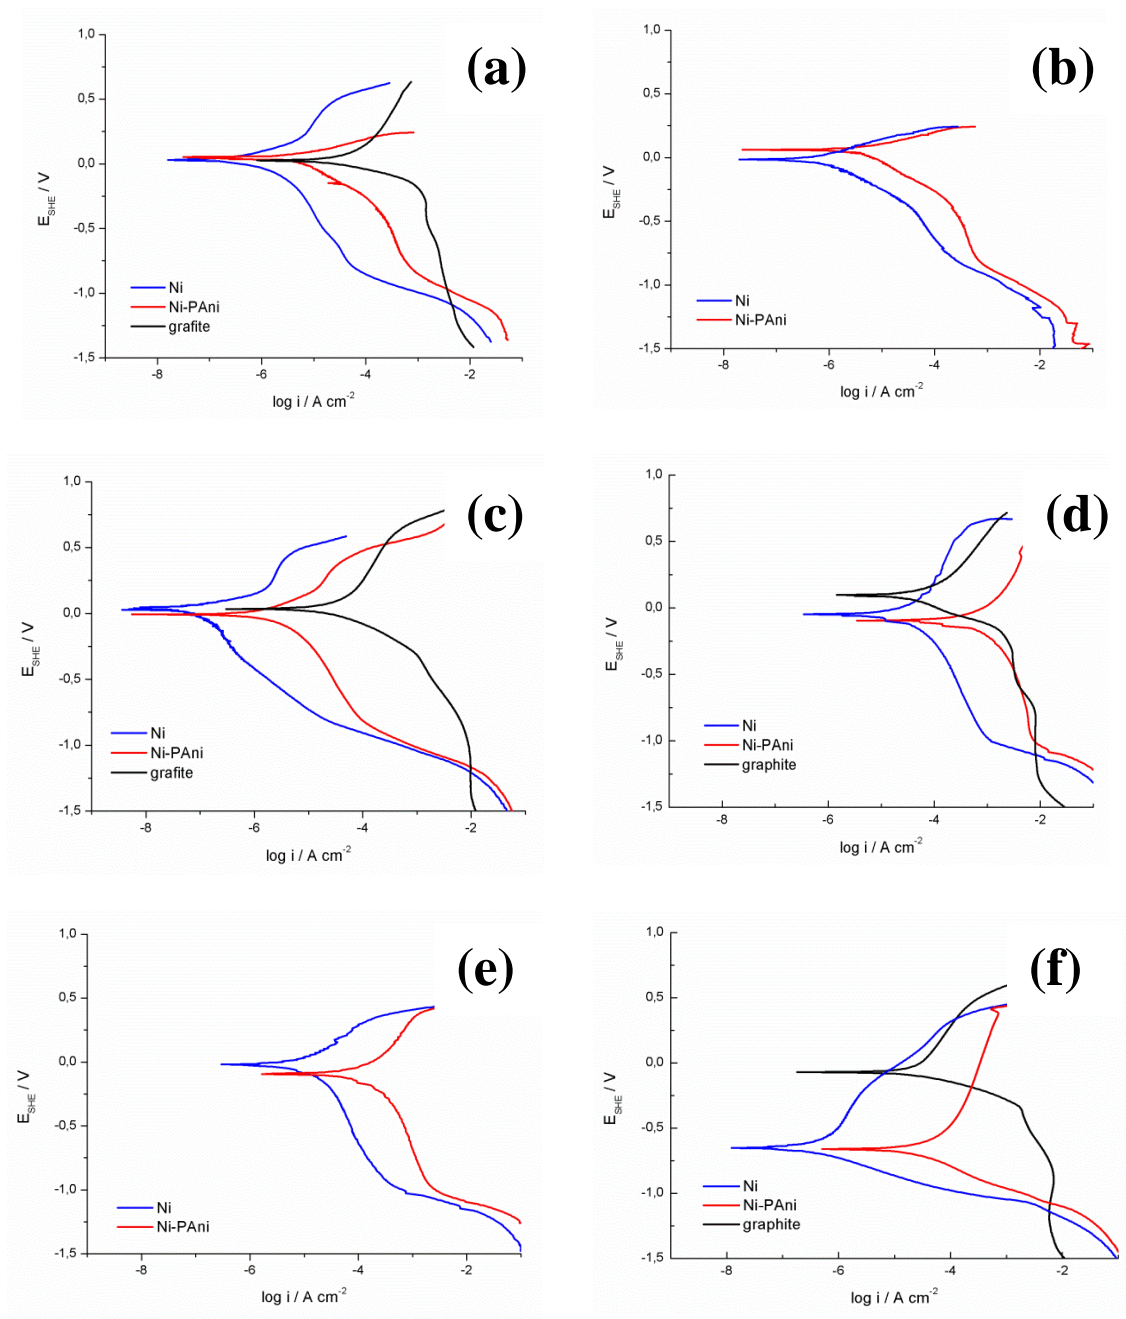 (a)
1,0
0,5
0,0
-0,5
-1,0
-1,5
E_SHE / V
Ni
Ni-PAni
grafite
-8 -6 -4 -2
log i / A cm⁻²
(b)
1,0
0,5
0,0
-0,5
-1,0
-1,5
E_SHE / V
Ni
Ni-PAni
-8 -6 -4 -2
log i / A cm⁻²
(c)
1,0
0,5
0,0
-0,5
-1,0
-1,5
E_SHE / V
Ni
Ni-PAni
grafite
-8 -6 -4 -2
log i / A cm⁻²
(d)
1,0
0,5
0,0
-0,5
-1,0
-1,5
E_SHE / V
Ni
Ni-PAni
graphite
-8 -6 -4 -2
log i / A cm⁻²
(e)
1,0
0,5
0,0
-0,5
-1,0
-1,5
E_SHE / V
Ni
Ni-PAni
-8 -6 -4 -2
log i / A cm⁻²
(f)
1,0
0,5
0,0
-0,5
-1,0
-1,5
E_SHE / V
Ni
Ni-PAni
graphite
-8 -6 -4 -2
log i / A cm⁻²